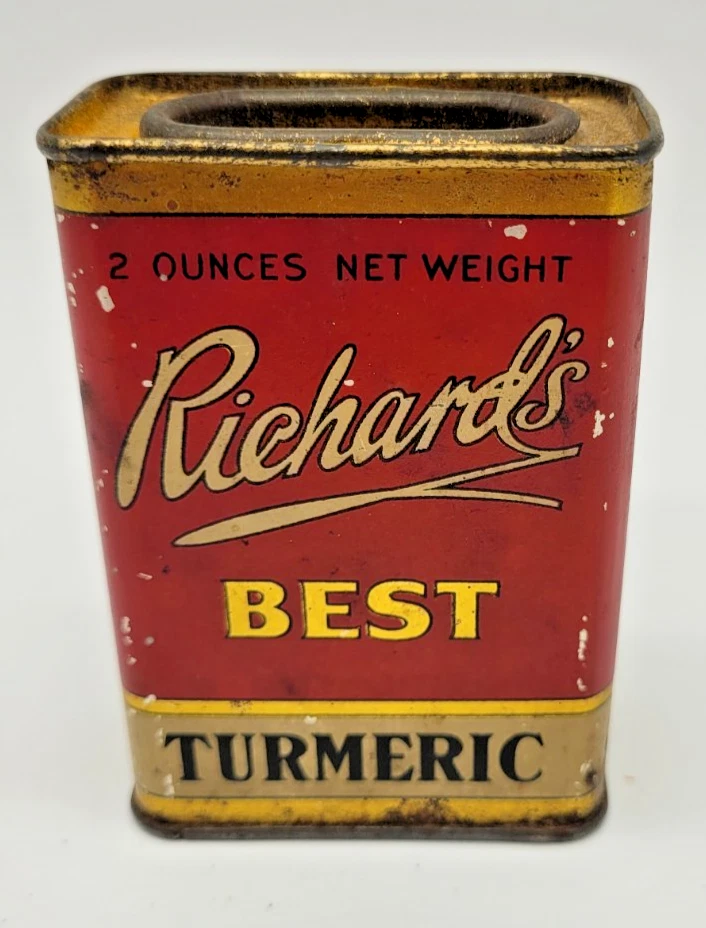 2 OUNCES NET WEIGHT
Richard's
BEST
TURMERIC